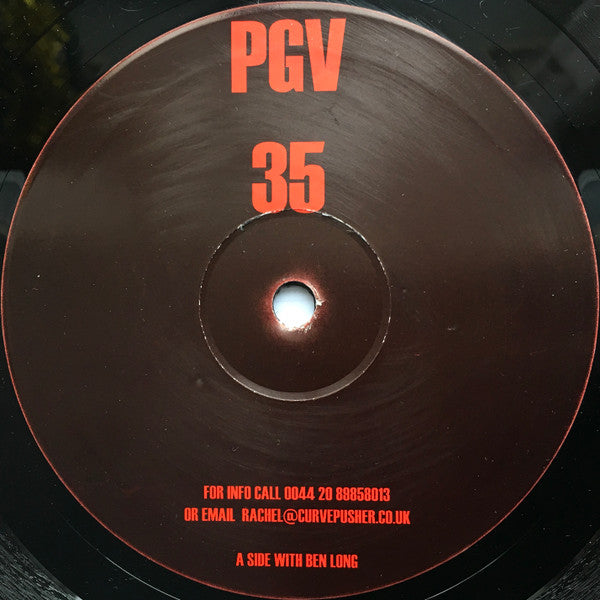 PGV
35
FOR INFO CALL 0044 20 89858013
OR EMAIL RACHEL@CURVEPUSHER.CO.UK
A SIDE WITH BEN LONG